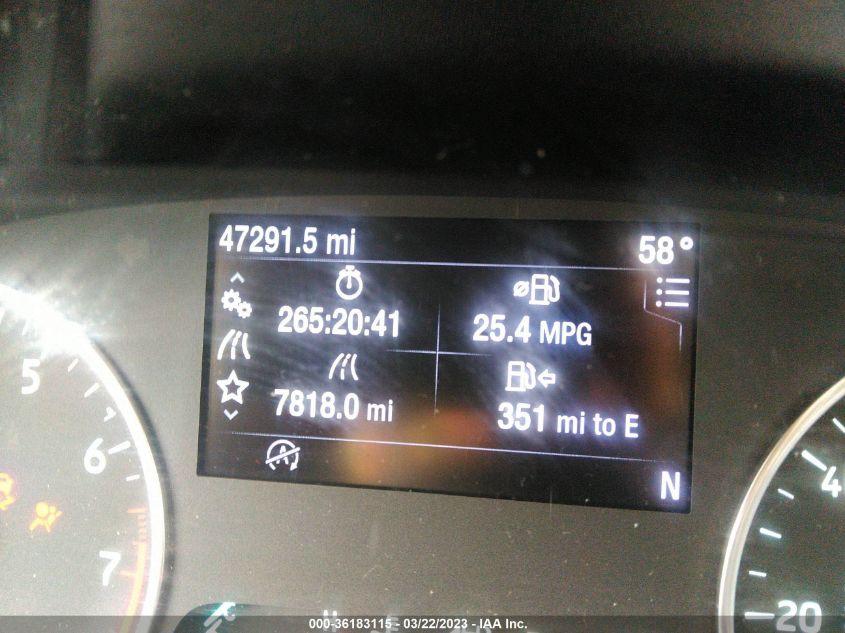 47291.5 mi
58°
265:20:41
25.4 MPG
7818.0 mi
351 mi to E
N
5
6
7
20
000-36183115 - 03/22/2023 - IAA Inc.